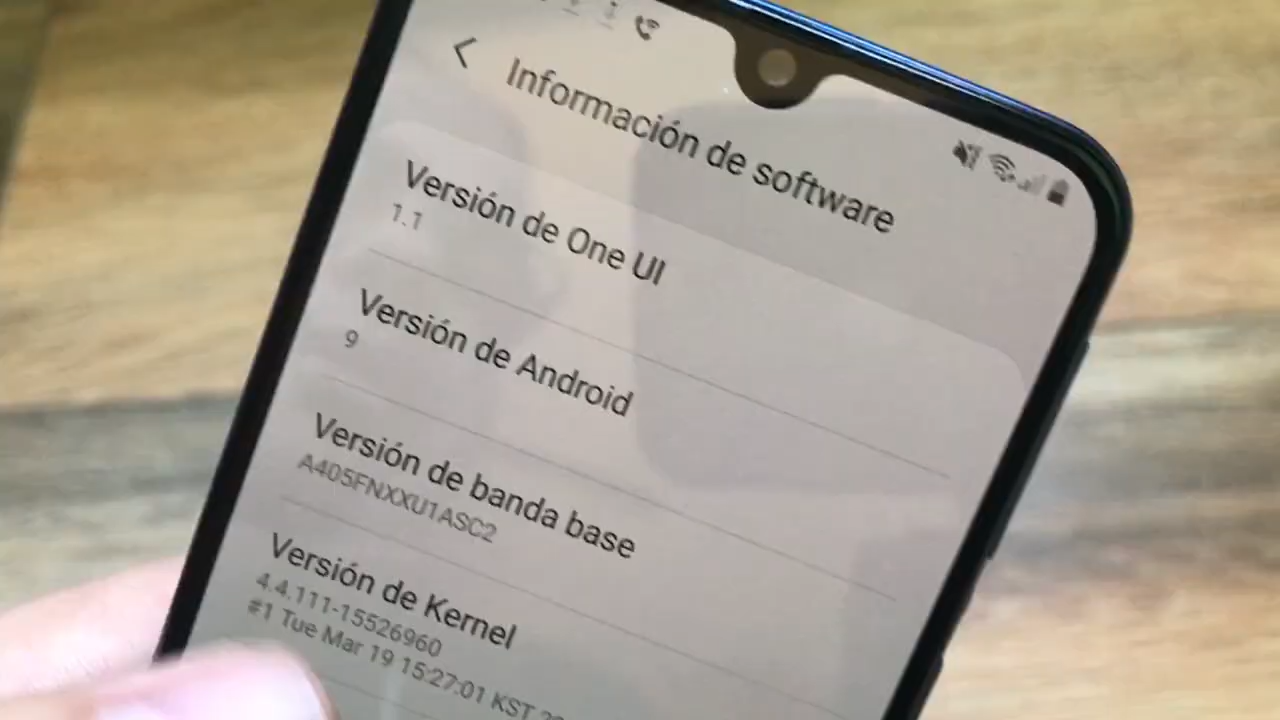 Información de software
Versión de One UI
1.1
Versión de Android
9
Versión de banda base
A405FNXXU1ASC2
Versión de Kernel
4.4.111-15526960
#1 Tue Mar 19 15:27:01 KST